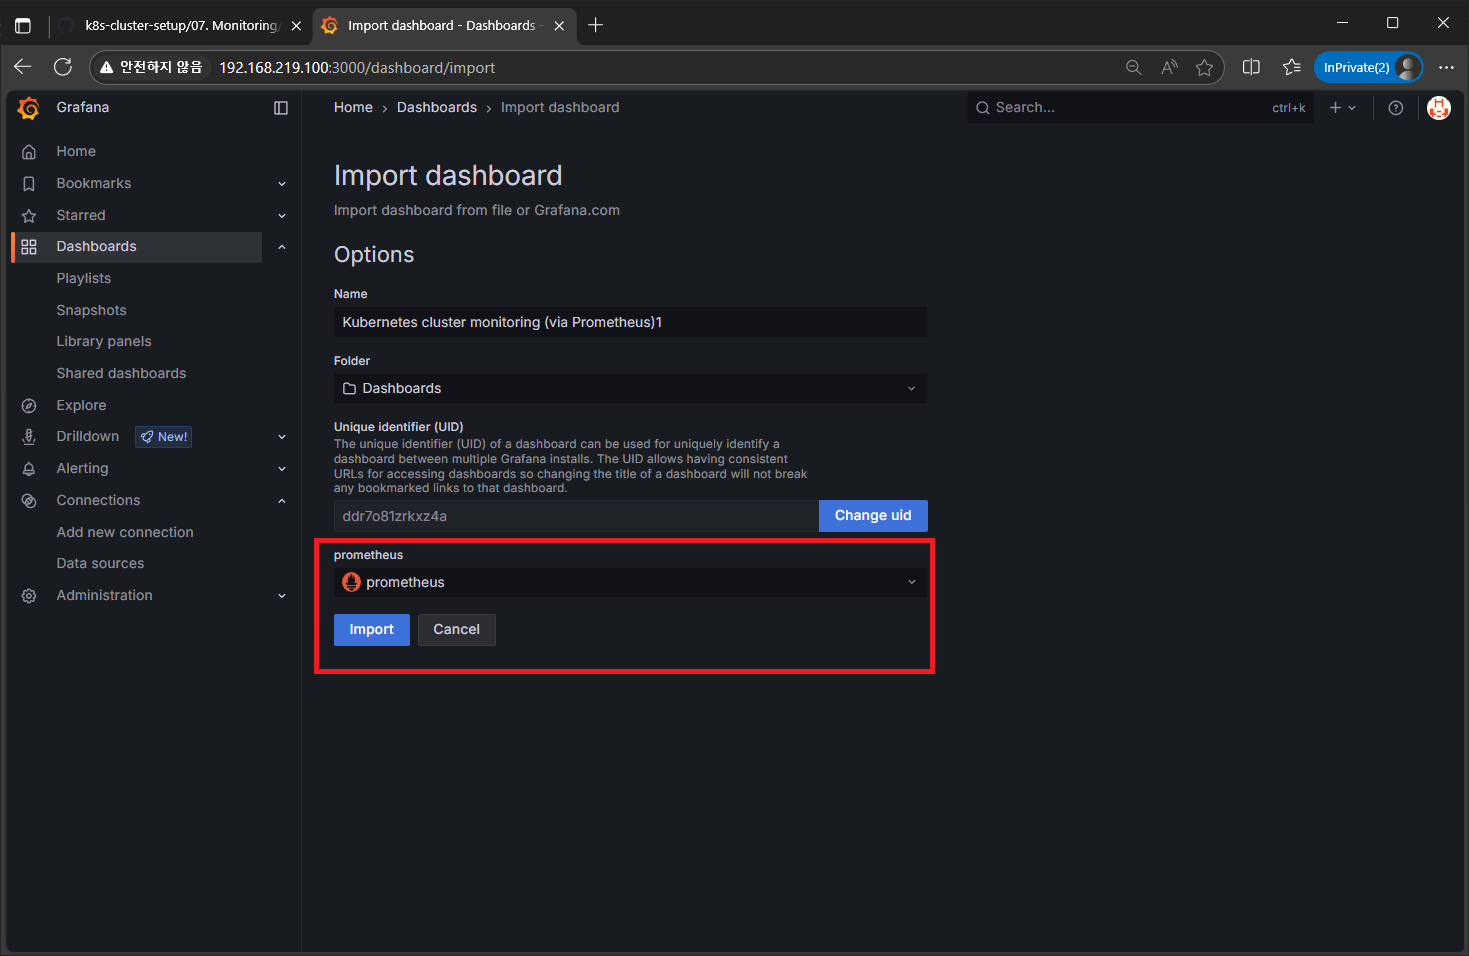 k8s-cluster-setup/07. Monitoring/
Import dashboard - Dashboards -
안전하지 않음
192.168.219.100:3000/dashboard/import
InPrivate(2)
Grafana
Home
Dashboards
Import dashboard
Search...
ctrl+k
Home
Bookmarks
Starred
Dashboards
Playlists
Snapshots
Library panels
Shared dashboards
Explore
Drilldown
New!
Alerting
Connections
Add new connection
Data sources
Administration
Import dashboard
Import dashboard from file or Grafana.com
Options
Name
Kubernetes cluster monitoring (via Prometheus)1
Folder
Dashboards
Unique identifier (UID)
The unique identifier (UID) of a dashboard can be used for uniquely identify a
dashboard between multiple Grafana installs. The UID allows having consistent
URLs for accessing dashboards so changing the title of a dashboard will not break
any bookmarked links to that dashboard.
ddr7o81zrkxz4a
Change uid
prometheus
prometheus
Import
Cancel